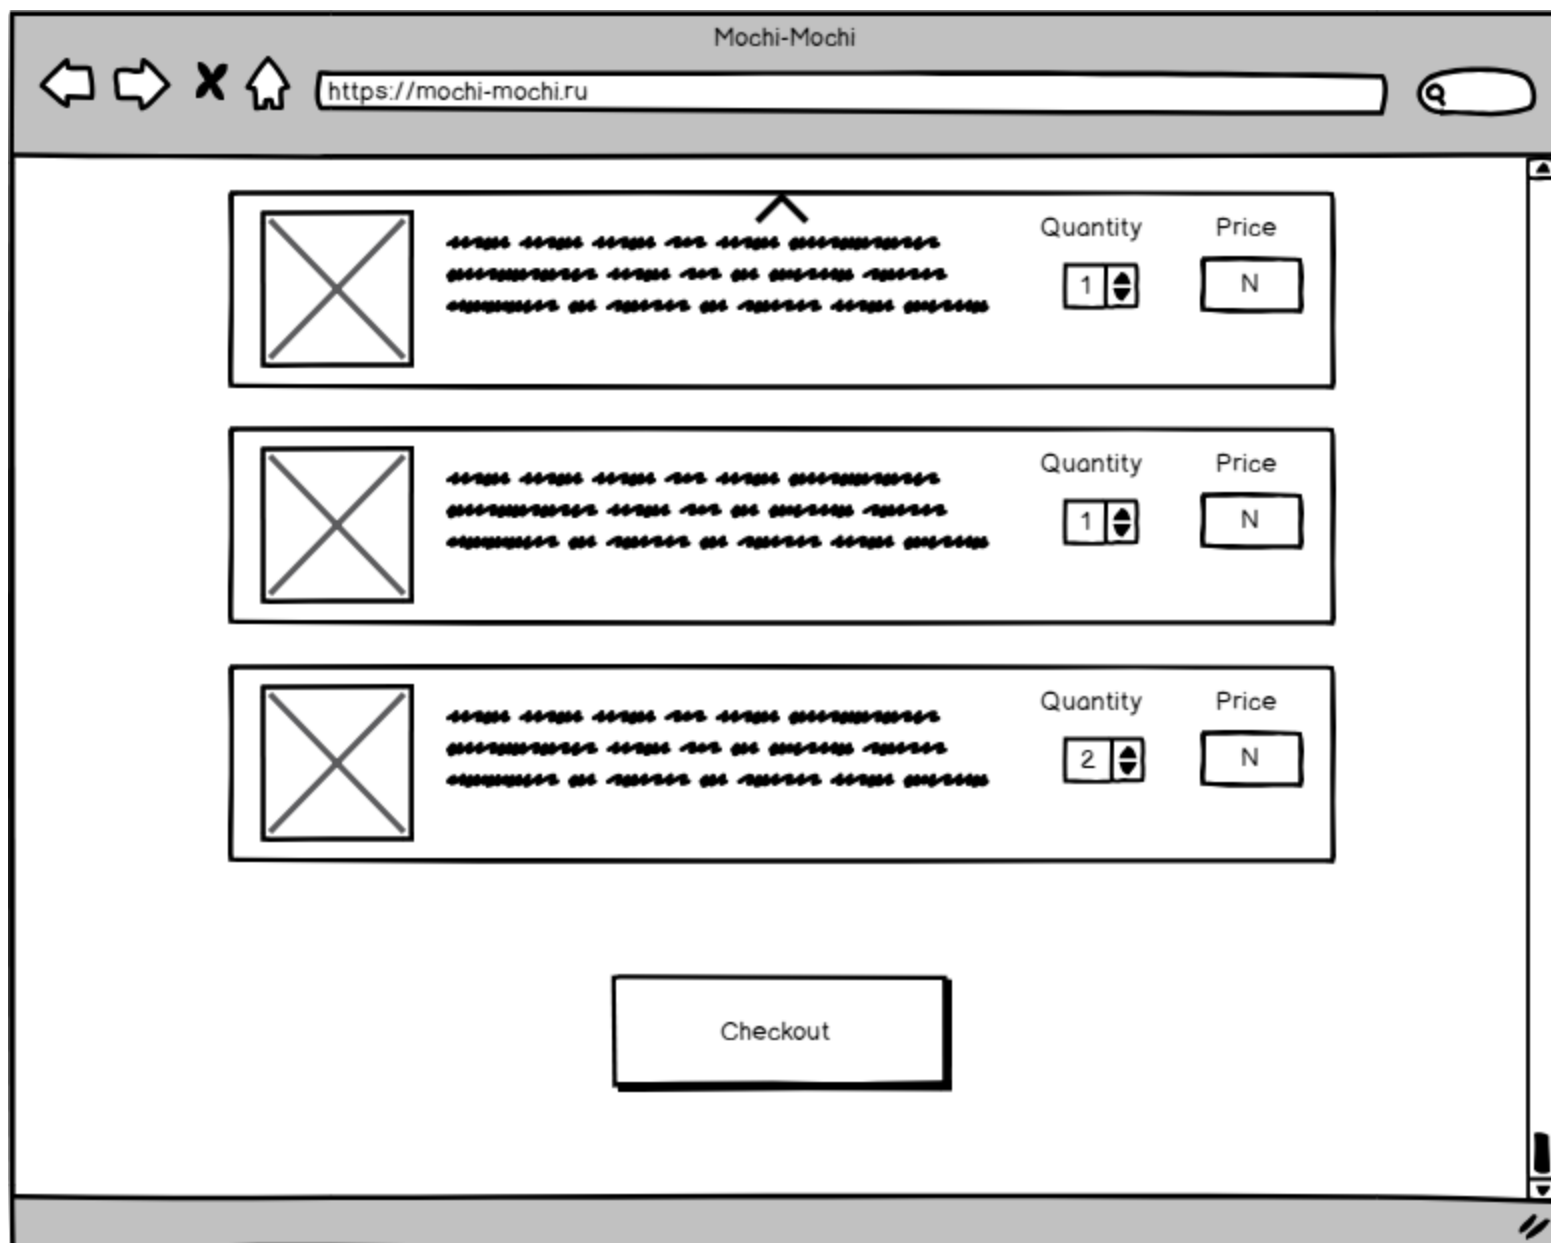 Mochi-Mochi
https://mochi-mochi.ru
Quantity Price
1 N
Quantity Price
1 N
Quantity Price
2 N
Checkout